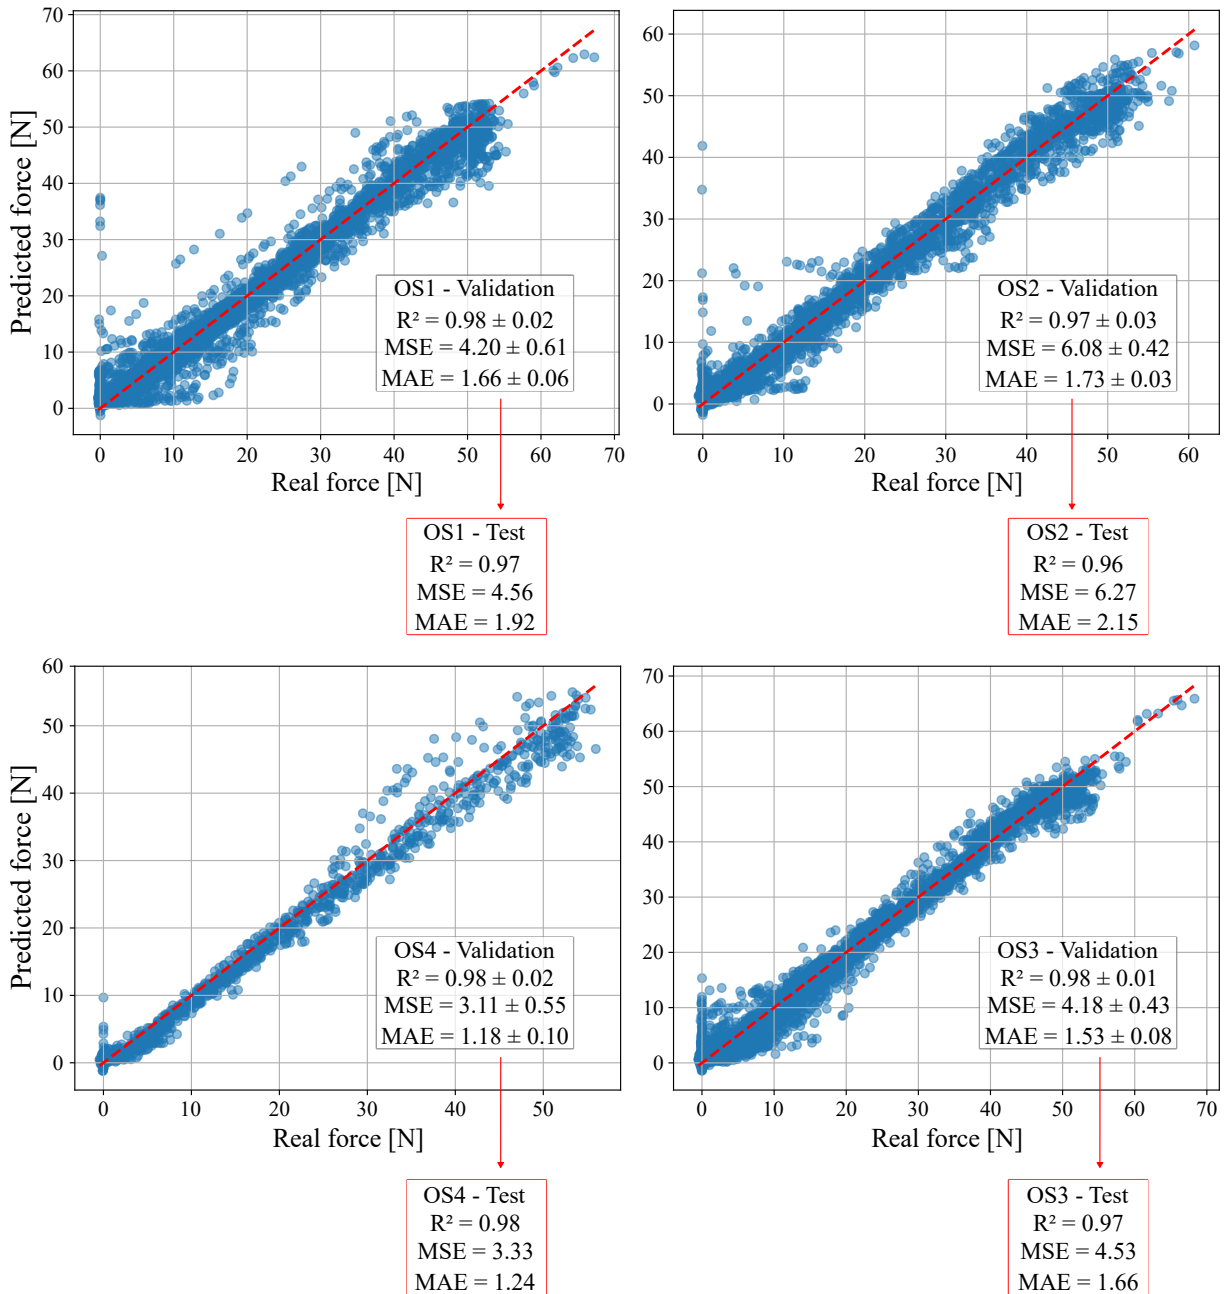 Predicted force [N]
70
60
50
40
30
20
10
0
OS1 - Validation
R² = 0.98 ± 0.02
MSE = 4.20 ± 0.61
MAE = 1.66 ± 0.06
0 10 20 30 40 50 60 70
Real force [N]
OS1 - Test
R² = 0.97
MSE = 4.56
MAE = 1.92
60
50
40
30
20
10
0
OS2 - Validation
R² = 0.97 ± 0.03
MSE = 6.08 ± 0.42
MAE = 1.73 ± 0.03
0 10 20 30 40 50 60
Real force [N]
OS2 - Test
R² = 0.96
MSE = 6.27
MAE = 2.15
Predicted force [N]
60
50
40
30
20
10
0
OS4 - Validation
R² = 0.98 ± 0.02
MSE = 3.11 ± 0.55
MAE = 1.18 ± 0.10
0 10 20 30 40 50
Real force [N]
OS4 - Test
R² = 0.98
MSE = 3.33
MAE = 1.24
70
60
50
40
30
20
10
0
OS3 - Validation
R² = 0.98 ± 0.01
MSE = 4.18 ± 0.43
MAE = 1.53 ± 0.08
0 10 20 30 40 50 60 70
Real force [N]
OS3 - Test
R² = 0.97
MSE = 4.53
MAE = 1.66